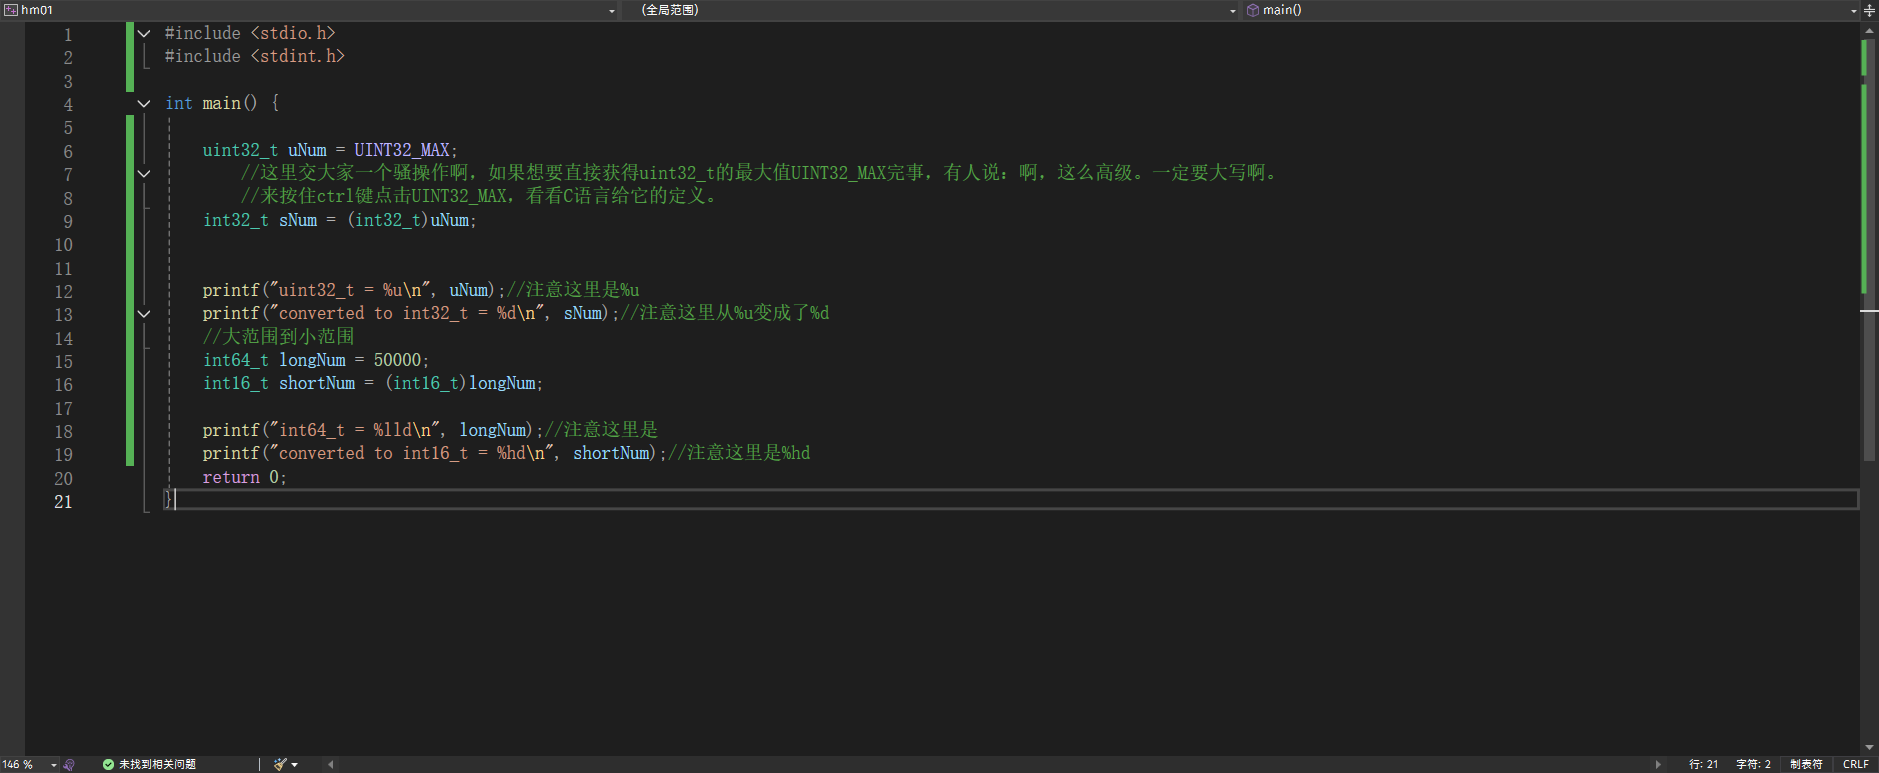 hm01 (全局范围) main()
1 #include <stdio.h>
2 #include <stdint.h>
3
4 int main() {
5
6 uint32_t uNum = UINT32_MAX;
7 //这里交大家一个骚操作啊，如果想要直接获得uint32_t的最大值UINT32_MAX完事，有人说：啊，这么高级。一定要大写啊。
8 //来按住ctrl键点击UINT32_MAX，看看C语言给它的定义。
9 int32_t sNum = (int32_t)uNum;
10
11
12 printf("uint32_t = %u\n", uNum);//注意这里是%u
13 printf("converted to int32_t = %d\n", sNum);//注意这里从%u变成了%d
14 //大范围到小范围
15 int64_t longNum = 50000;
16 int16_t shortNum = (int16_t)longNum;
17
18 printf("int64_t = %lld\n", longNum);//注意这里是
19 printf("converted to int16_t = %hd\n", shortNum);//注意这里是%hd
20 return 0;
21 }
146 % 未找到相关问题 行: 21 字符: 2 制表符 CRLF